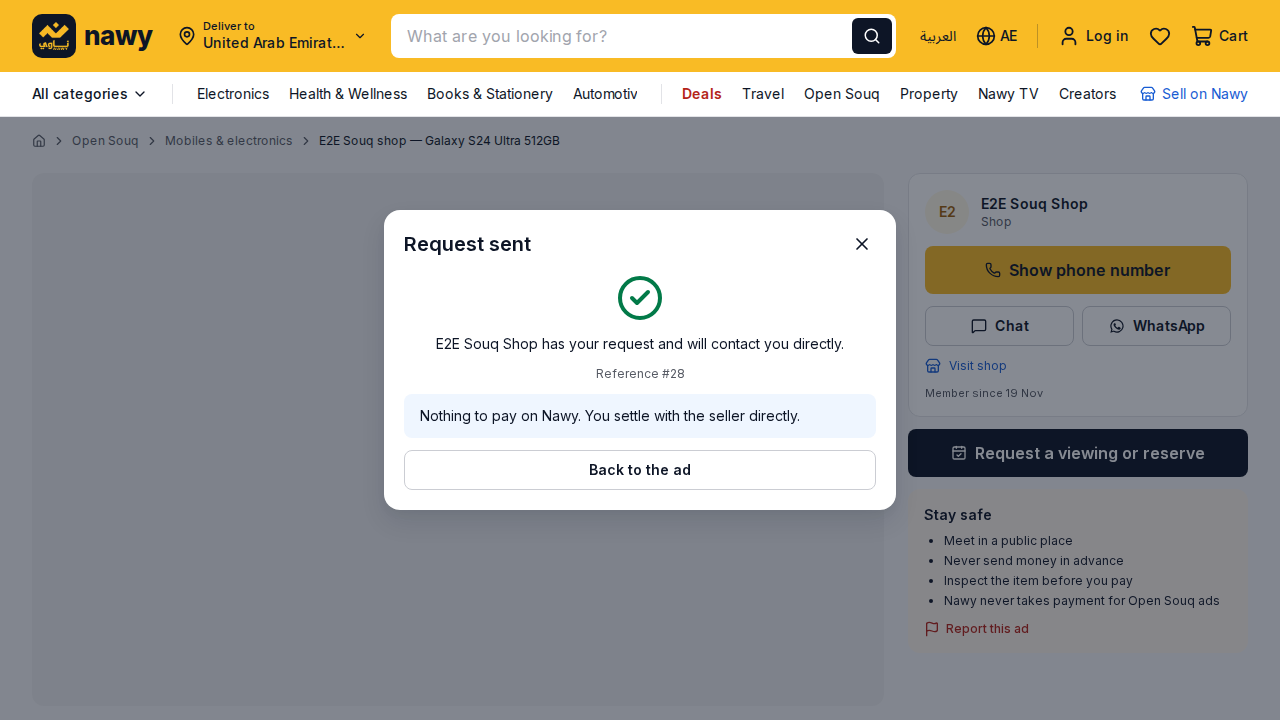 ناوي
NAWY
nawy
Deliver to
United Arab Emirat...
What are you looking for?
العربية
AE
Log in
Cart
All categories
Electronics
Health & Wellness
Books & Stationery
Automotiv
Deals
Travel
Open Souq
Property
Nawy TV
Creators
Sell on Nawy
Open Souq
Mobiles & electronics
E2E Souq shop — Galaxy S24 Ultra 512GB
Request sent
E2E Souq Shop has your request and will contact you directly.
Reference #28
Nothing to pay on Nawy. You settle with the seller directly.
Back to the ad
E2
E2E Souq Shop
Shop
Show phone number
Chat
WhatsApp
Visit shop
Member since 19 Nov
Request a viewing or reserve
Stay safe
• Meet in a public place
• Never send money in advance
• Inspect the item before you pay
• Nawy never takes payment for Open Souq ads
Report this ad